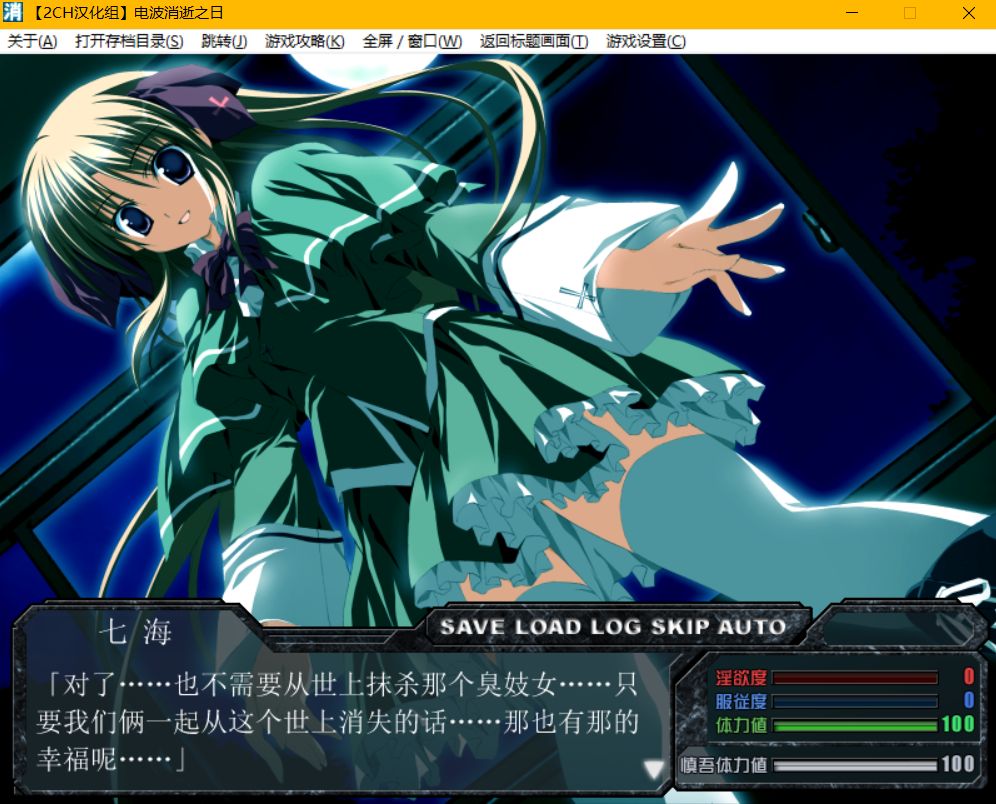 消 【2CH汉化组】电波消逝之日
关于(A) 打开存档目录(S) 跳转(J) 游戏攻略(K) 全屏 / 窗口(W) 返回标题画面(T) 游戏设置(C)
七 海
SAVE LOAD LOG SKIP AUTO
「对了……也不需要从世上抹杀那个臭妓女……只
要我们俩一起从这个世上消失的话……那也有那的
幸福呢……」
淫欲度 0
服従度 0
体力値 100
慎吾体力値 100